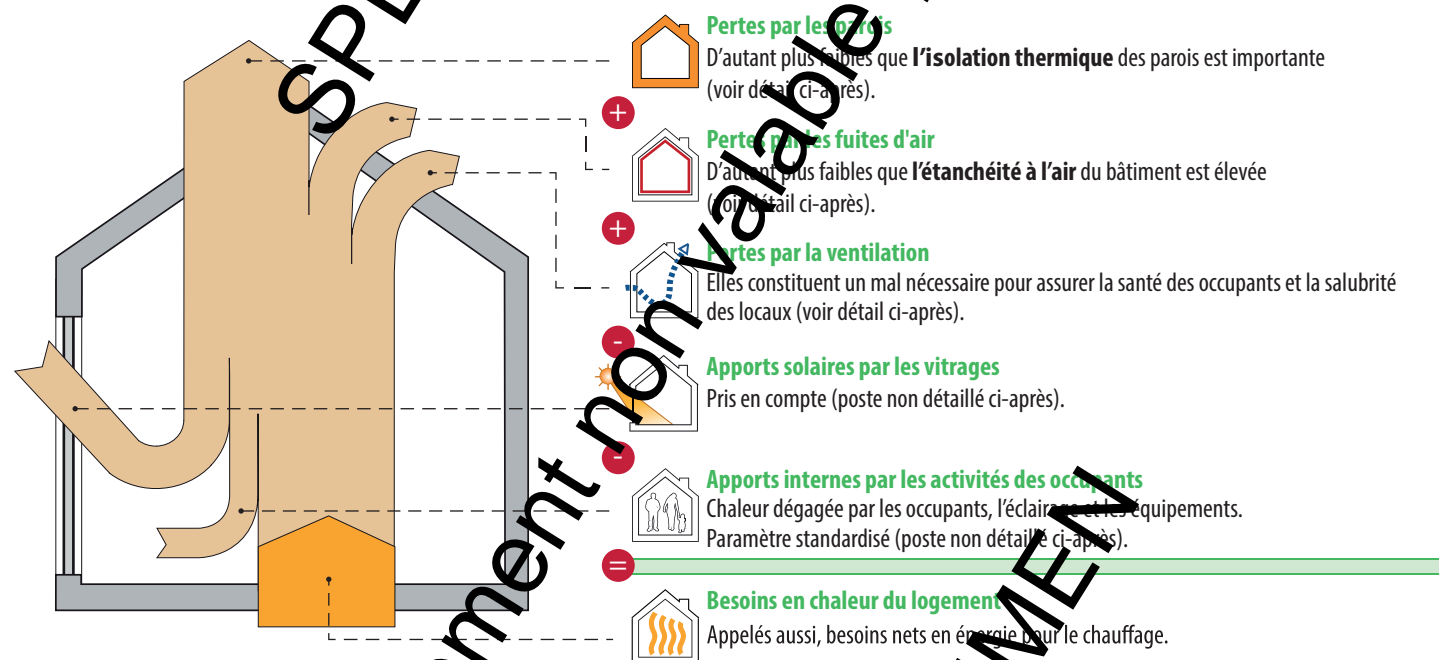 Pertes par les parois
D'autant plus faibles que l'isolation thermique des parois est importante
(voir détail ci-après).
+
Pertes par les fuites d'air
D'autant plus faibles que l'étanchéité à l'air du bâtiment est élevée
(voir détail ci-après).
+
Pertes par la ventilation
Elles constituent un mal nécessaire pour assurer la santé des occupants et la salubrité
des locaux (voir détail ci-après).
-
Apports solaires par les vitrages
Pris en compte (poste non détaillé ci-après).
-
Apports internes par les activités des occupants
Chaleur dégagée par les occupants, l'éclairage et les équipements.
Paramètre standardisé (poste non détaillé ci-après).
=
Besoins en chaleur du logement
Appelés aussi, besoins nets en énergie pour le chauffage.
non valable